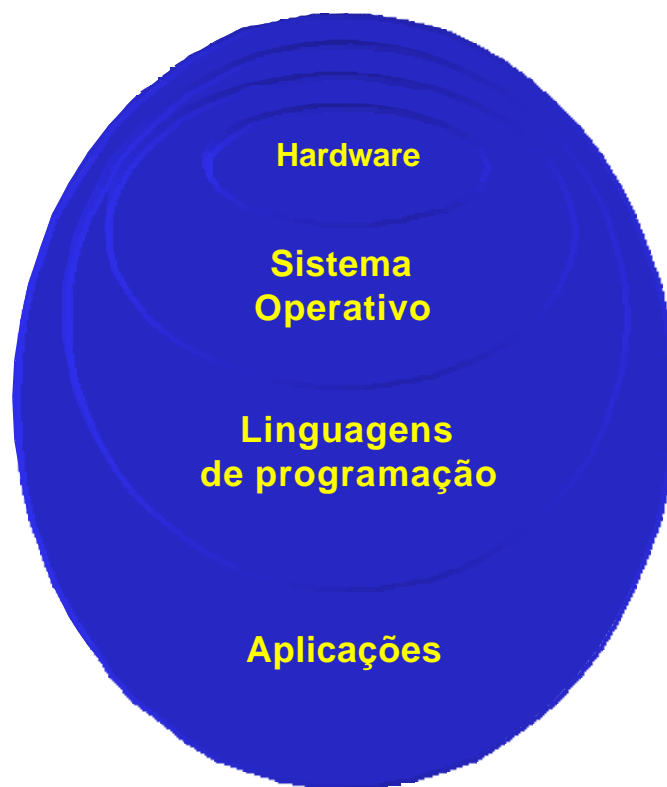 Hardware
Sistema
Operativo
Linguagens
de programação
Aplicações